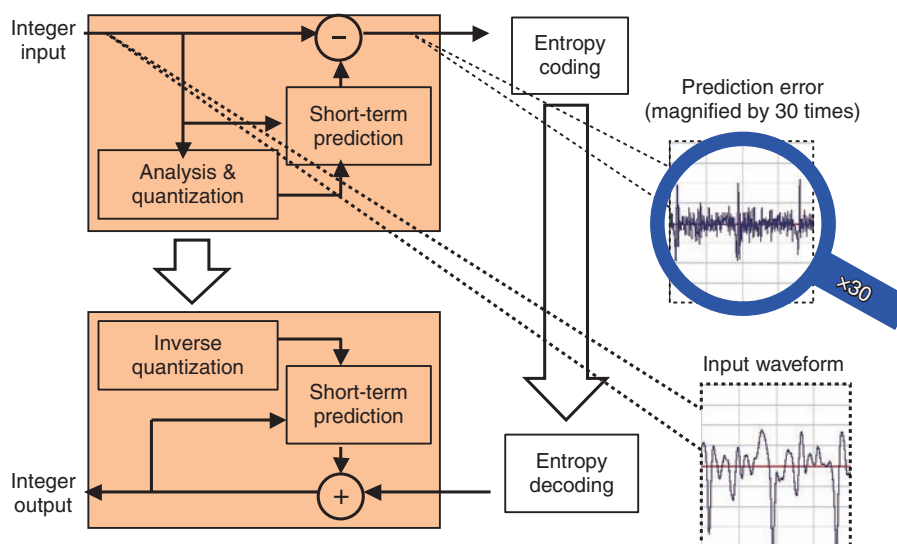 Integer
input
−
Entropy
coding
Short-term
prediction
Analysis &
quantization
Prediction error
(magnified by 30 times)
×30
Inverse
quantization
Short-term
prediction
Input waveform
Integer
output
+
Entropy
decoding